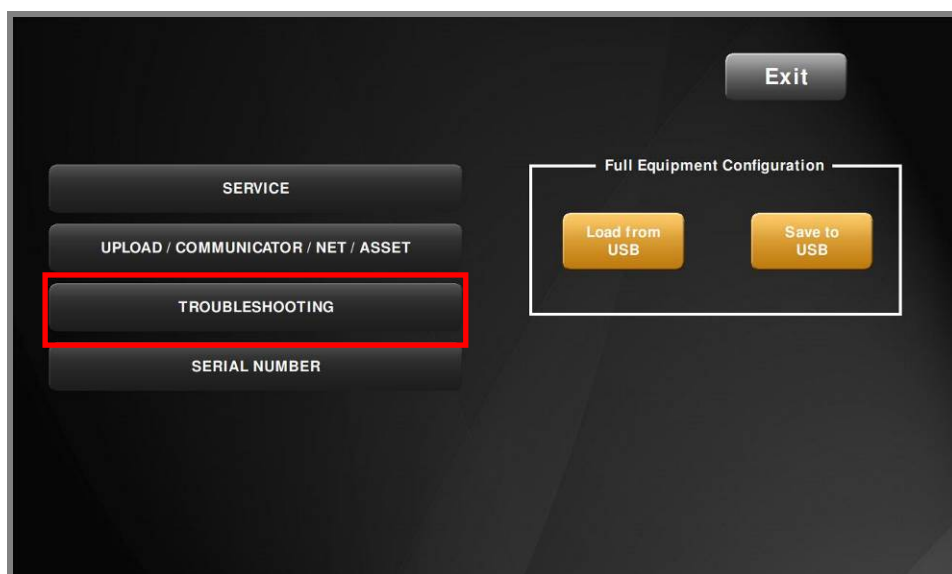 Exit
SERVICE
UPLOAD / COMMUNICATOR / NET / ASSET
TROUBLESHOOTING
SERIAL NUMBER
Full Equipment Configuration
Load from
USB
Save to
USB